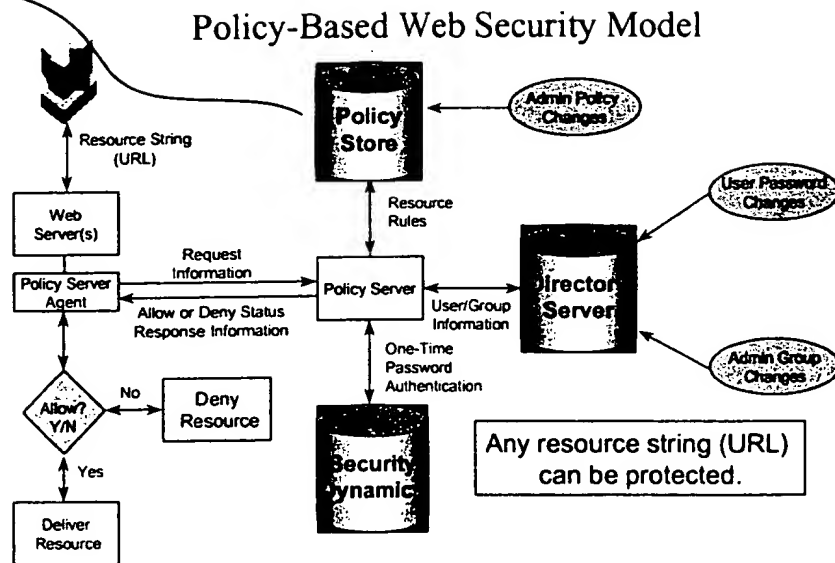 Policy-Based Web Security Model
Resource String
(URL)
Policy
Store
Admin Policy
Changes
User Password
Changes
Web
Server(s)
Resource
Rules
Request
Information
Policy Server
Agent
Allow or Deny Status
Response Information
Policy Server
User/Group
Information
Director
Server
One-Time
Password
Authentication
Admin Group
Changes
Allow?
Y/N
No
Deny
Resource
Yes
Security
Dynamic
Any resource string (URL)
can be protected.
Deliver
Resource